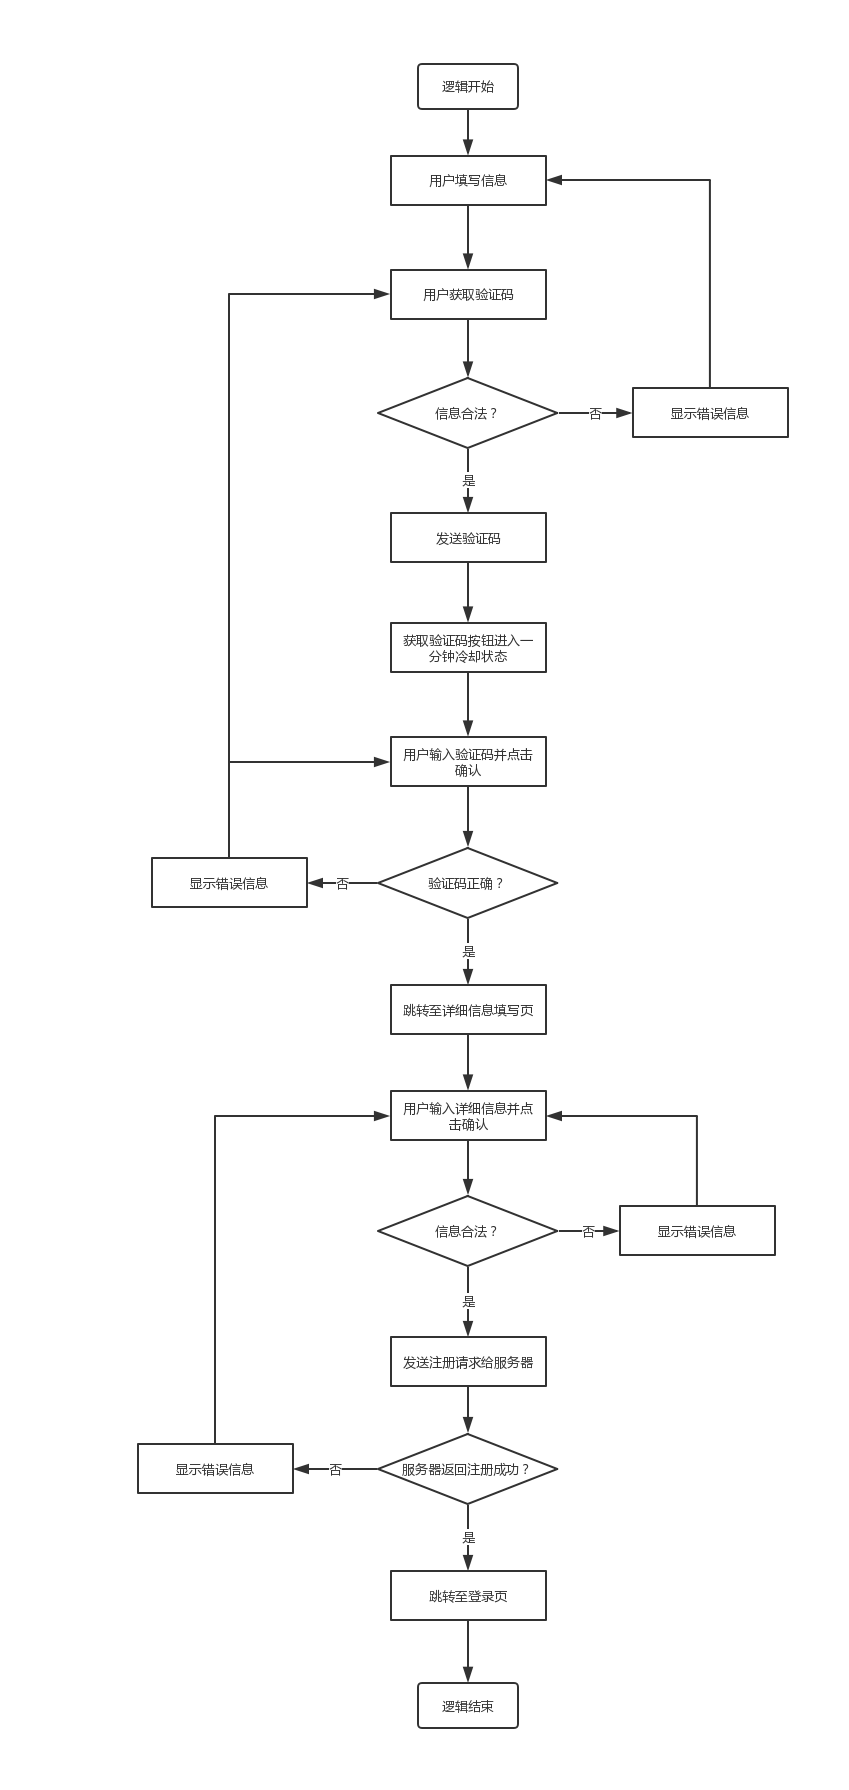 逻辑开始
用户填写信息
用户获取验证码
信息合法？
否
显示错误信息
是
发送验证码
获取验证码按钮进入一
分钟冷却状态
用户输入验证码并点击
确认
显示错误信息
否
验证码正确？
是
跳转至详细信息填写页
用户输入详细信息并点
击确认
信息合法？
否
显示错误信息
是
发送注册请求给服务器
显示错误信息
否
服务器返回注册成功？
是
跳转至登录页
逻辑结束